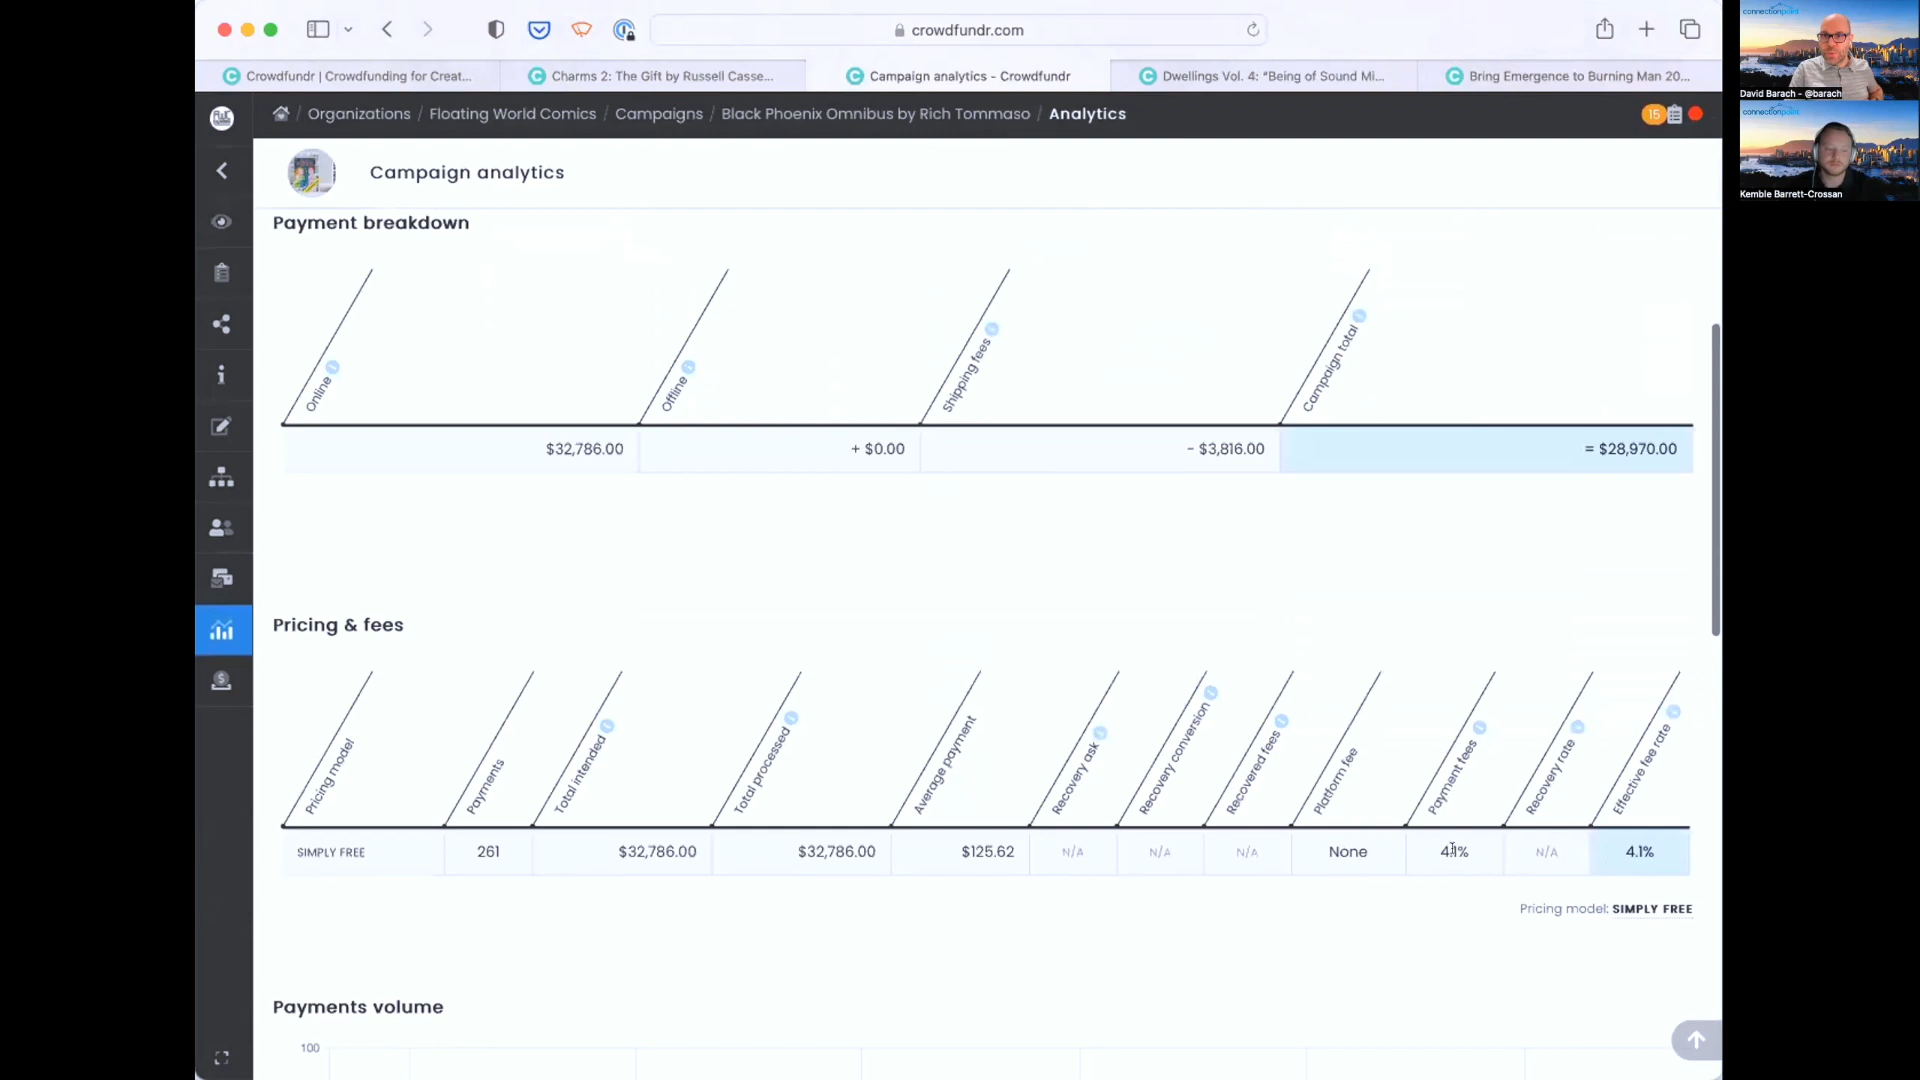 crowdfundr.com
Crowdfundr | Crowdfunding for Creat...
Charms 2: The Gift by Russell Casse...
Campaign analytics - Crowdfundr
Dwellings Vol. 4: “Being of Sound Mi...
Bring Emergence to Burning Man 20...
/ Organizations / Floating World Comics / Campaigns / Black Phoenix Omnibus by Rich Tommaso / Analytics
15
Campaign analytics
Payment breakdown
Online
Offline
Shipping fees
Campaign total
$32,786.00
+ $0.00
- $3,816.00
= $28,970.00
Pricing & fees
Pricing model
Payments
Total intended
Total processed
Average payment
Recovery ask
Recovery conversion
Recovered fees
Platform fee
Payment fees
Recovery rate
Effective fee rate
SIMPLY FREE
261
$32,786.00
$32,786.00
$125.62
N/A
N/A
N/A
None
4.1%
N/A
4.1%
Pricing model: SIMPLY FREE
Payments volume
100
connectionpoint
David Barach - @barach
connectionpoint
Kemble Barrett-Crossan